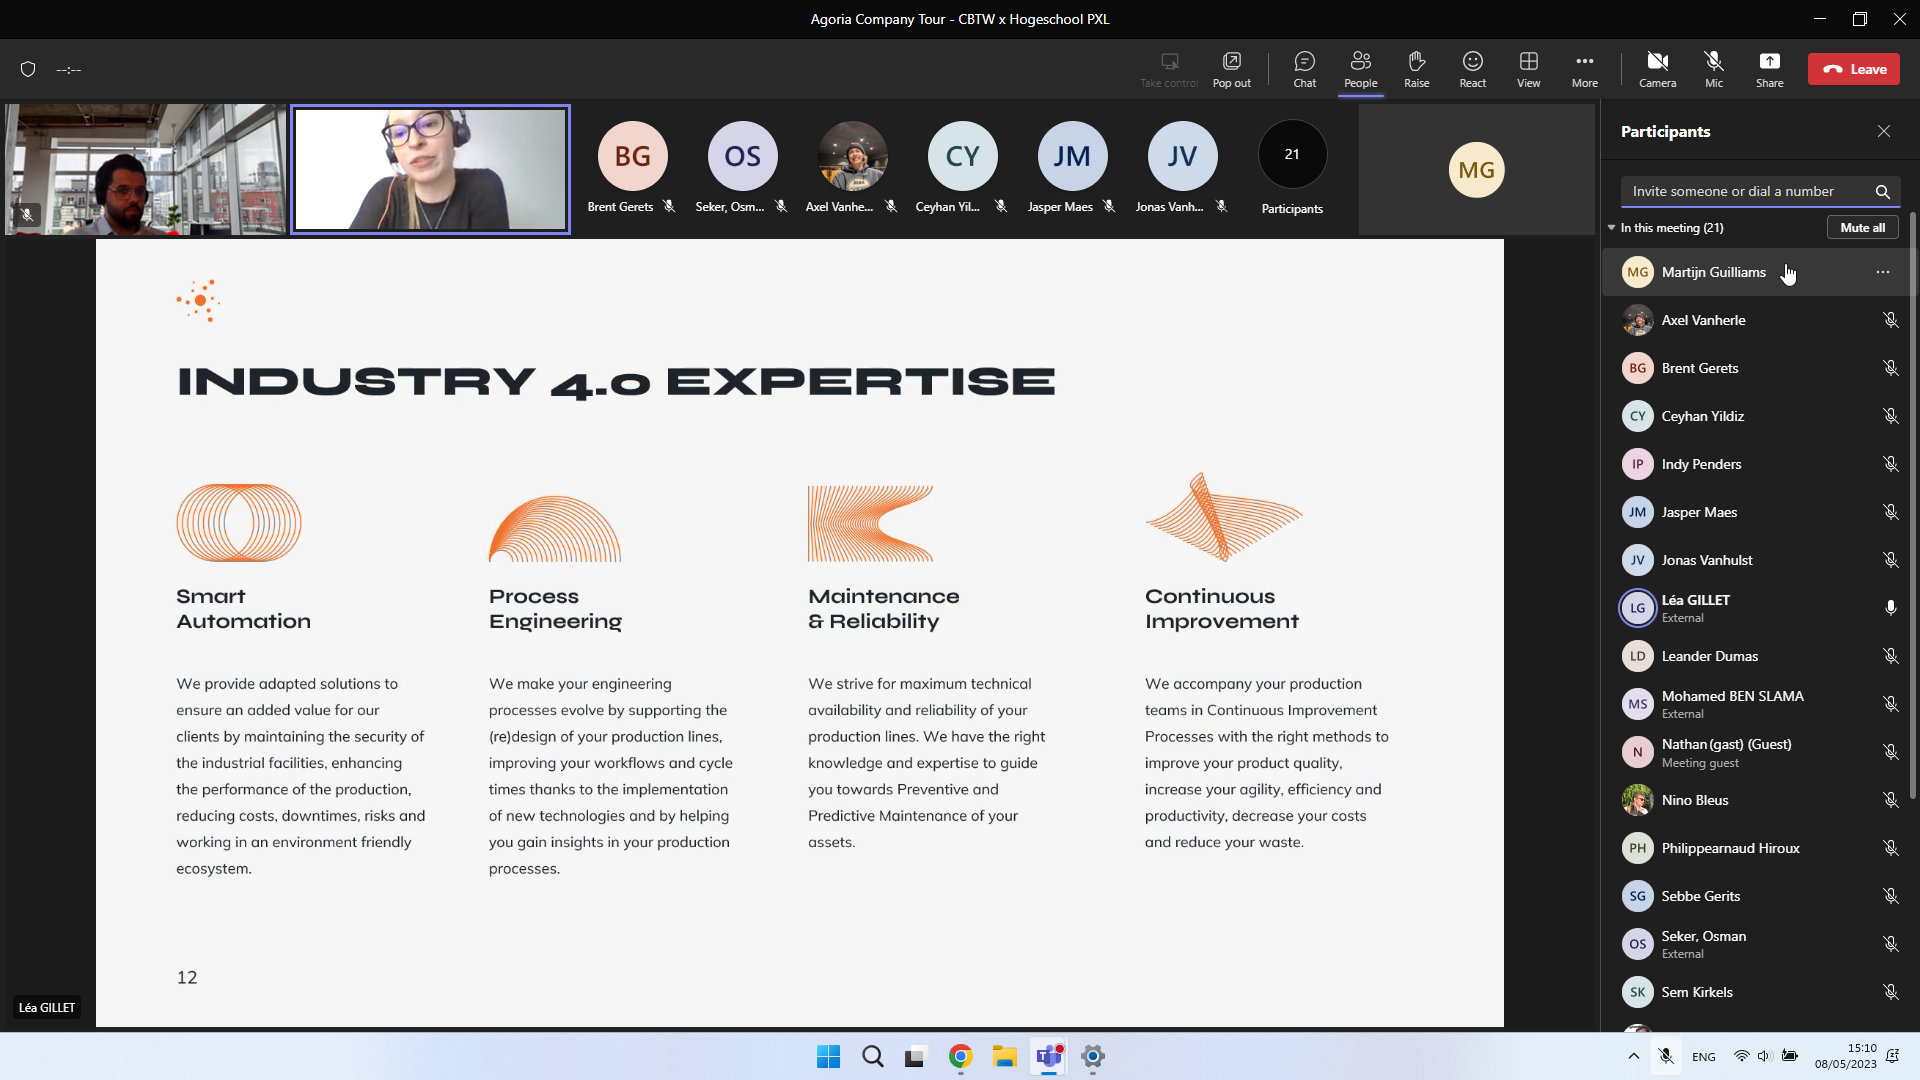 Agoria Company Tour - CBTW x Hogeschool PXL
--:--
Take control
Pop out
Chat
People
Raise
React
View
More
Camera
Mic
Share
Leave
BG
Brent Gerets
OS
Seker, Osm...
Axel Vanhe...
CY
Ceyhan Yil...
JM
Jasper Maes
JV
Jonas Vanh...
21
Participants
MG
INDUSTRY 4.0 EXPERTISE
Smart
Automation
We provide adapted solutions to
ensure an added value for our
clients by maintaining the security of
the industrial facilities, enhancing
the performance of the production,
reducing costs, downtimes, risks and
working in an environment friendly
ecosystem.
Process
Engineering
We make your engineering
processes evolve by supporting the
(re)design of your production lines,
improving your workflows and cycle
times thanks to the implementation
of new technologies and by helping
you gain insights in your production
processes.
Maintenance
& Reliability
We strive for maximum technical
availability and reliability of your
production lines. We have the right
knowledge and expertise to guide
you towards Preventive and
Predictive Maintenance of your
assets.
Continuous
Improvement
We accompany your production
teams in Continuous Improvement
Processes with the right methods to
improve your product quality,
increase your agility, efficiency and
productivity, decrease your costs
and reduce your waste.
12
Léa GILLET
Participants
Invite someone or dial a number
In this meeting (21)
Mute all
MG Martijn Guilliams
Axel Vanherle
BG Brent Gerets
CY Ceyhan Yildiz
IP Indy Penders
JM Jasper Maes
JV Jonas Vanhulst
LG Léa GILLET
External
LD Leander Dumas
MS Mohamed BEN SLAMA
External
N Nathan (gast) (Guest)
Meeting guest
Nino Bleus
PH Philippearnaud Hiroux
SG Sebbe Gerits
OS Seker, Osman
External
SK Sem Kirkels
ENG
15:10
08/05/2023